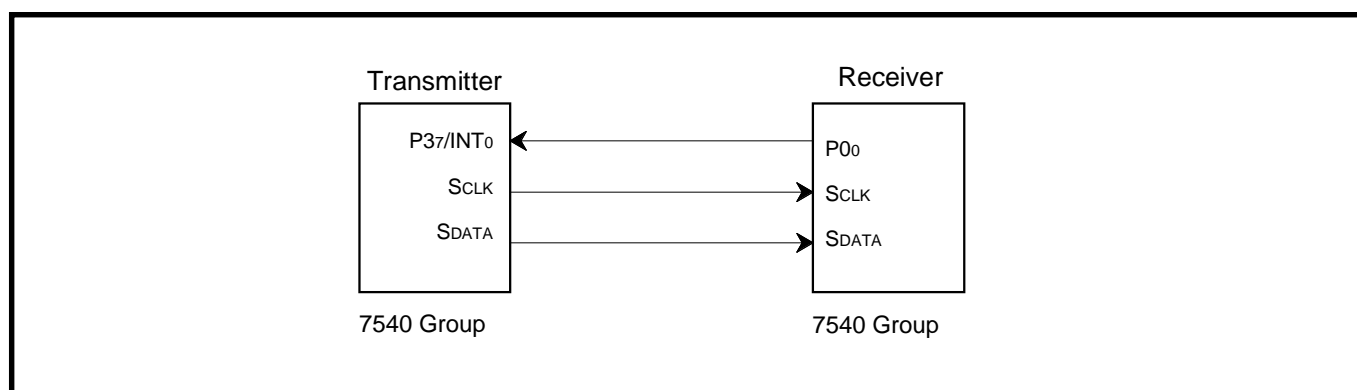 Transmitter
Receiver
P37/INT0
P00
SCLK
SCLK
SDATA
SDATA
7540 Group
7540 Group